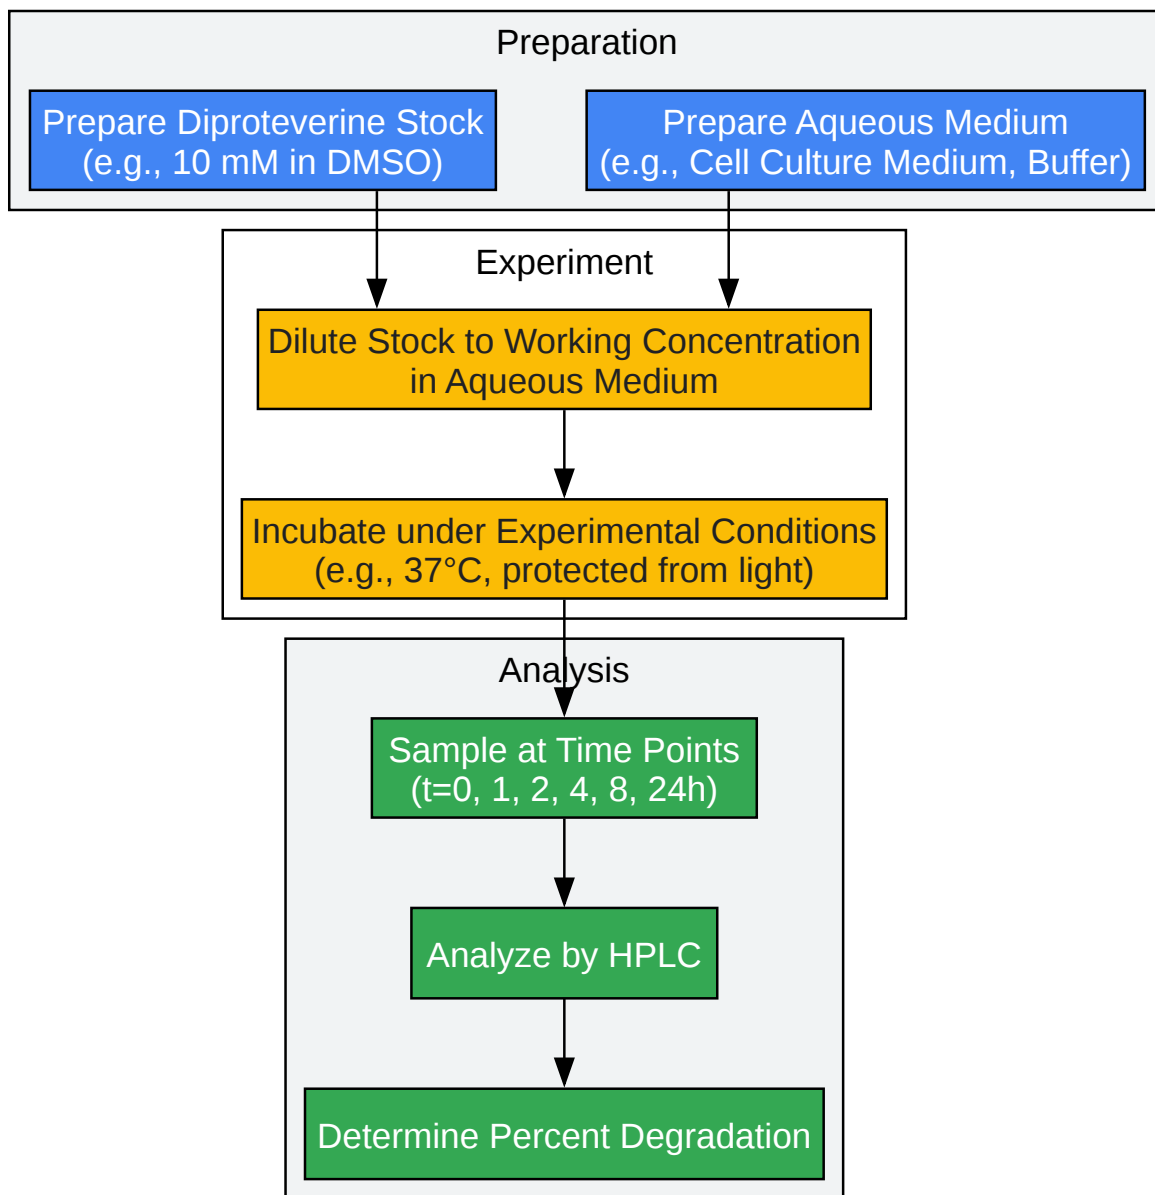 Preparation
Prepare Diproteverine Stock
(e.g., 10 mM in DMSO)
Prepare Aqueous Medium
(e.g., Cell Culture Medium, Buffer)
Experiment
Dilute Stock to Working Concentration
in Aqueous Medium
Incubate under Experimental Conditions
(e.g., 37°C, protected from light)
Analysis
Sample at Time Points
(t=0, 1, 2, 4, 8, 24h)
Analyze by HPLC
Determine Percent Degradation